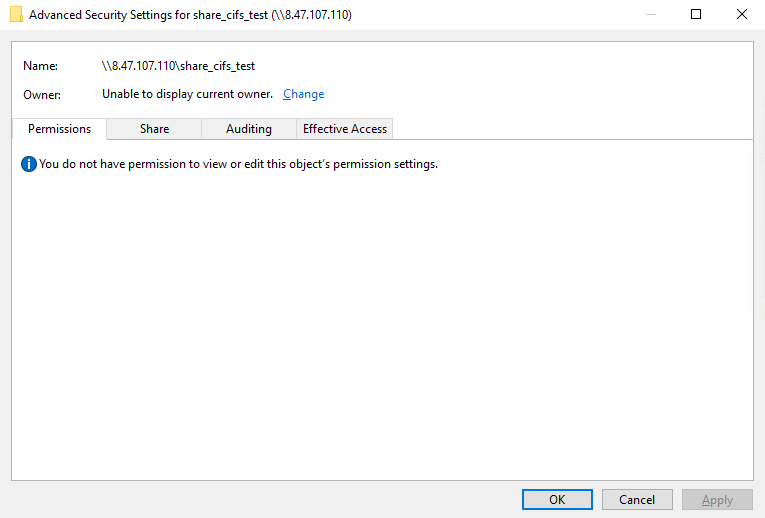 Advanced Security Settings for share_cifs_test (\\8.47.107.110)
Name: \\8.47.107.110\share_cifs_test
Owner: Unable to display current owner. Change
Permissions Share Auditing Effective Access
You do not have permission to view or edit this object's permission settings.
OK Cancel Apply